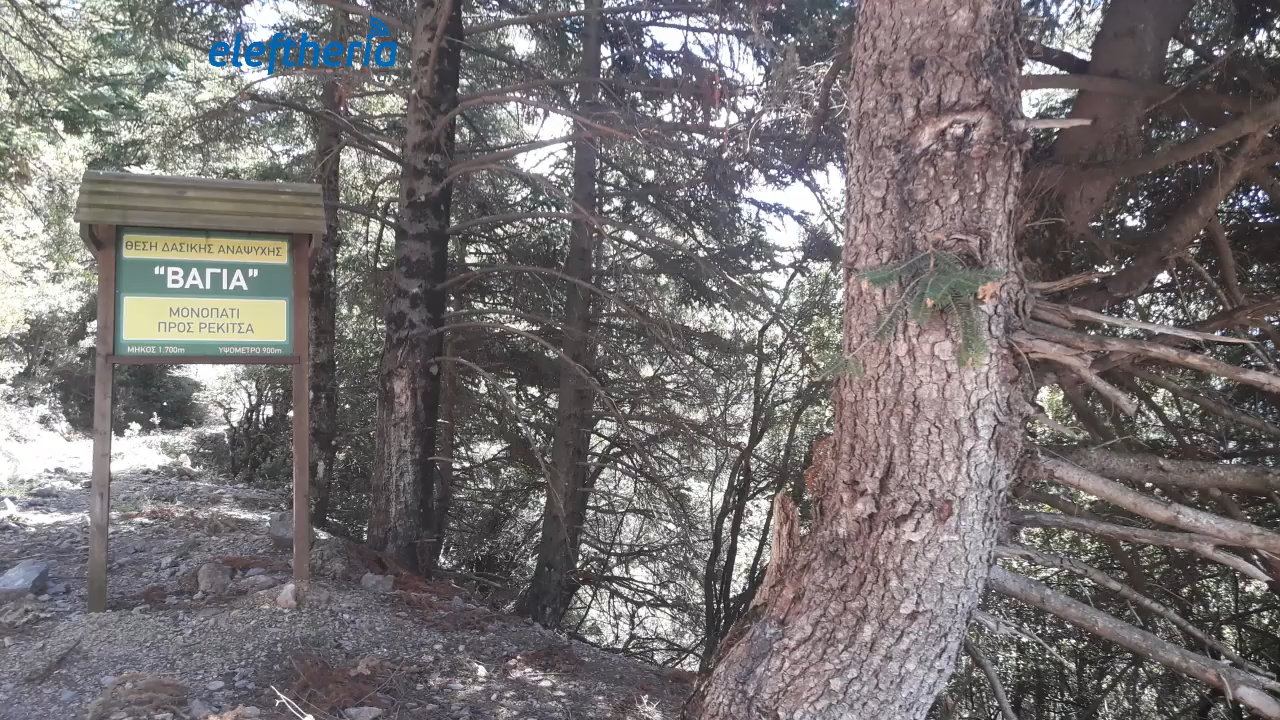 eleftheria
ΘΕΣΗ ΔΑΣΙΚΗΣ ΑΝΑΨΥΧΗΣ
"ΒΑΓΙΑ"
ΜΟΝΟΠΑΤΙ
ΠΡΟΣ ΡΕΚΙΤΣΑ
ΜΗΚΟΣ 1.700m ΥΨΟΜΕΤΡΟ 900m